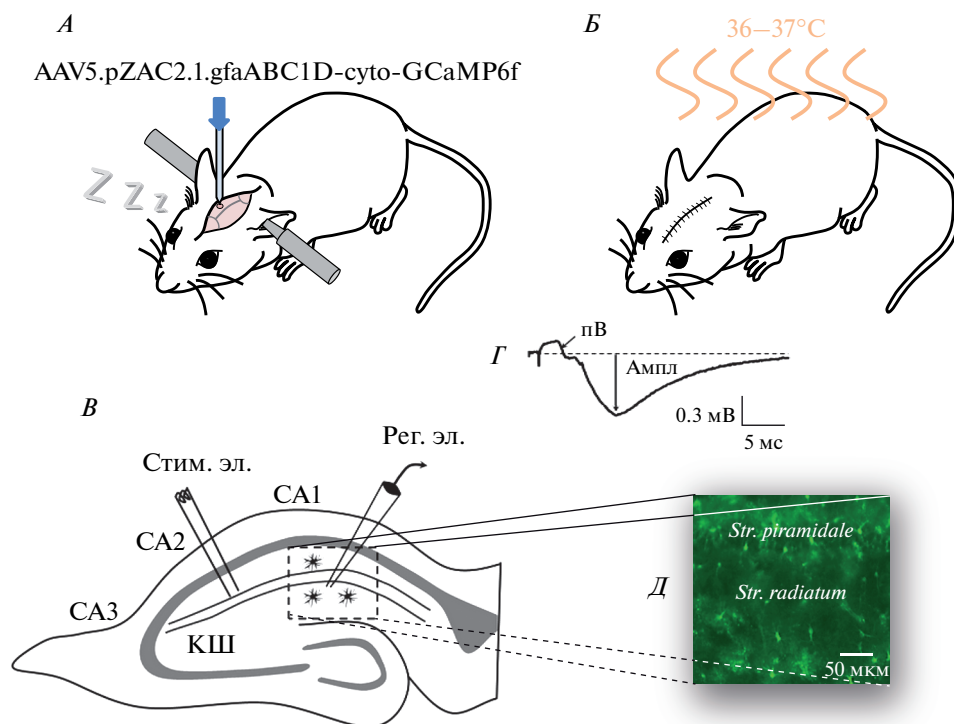 А
AAV5.pZAC2.1.gfaABC1D-cyto-GCaMP6f
Z Z z
Б
36–37°C
Г
пВ
Ампл
0.3 мВ
5 мс
В
Стим. эл.
Рег. эл.
CA1
CA2
CA3
КШ
Д
Str. piramidale
Str. radiatum
50 мкм